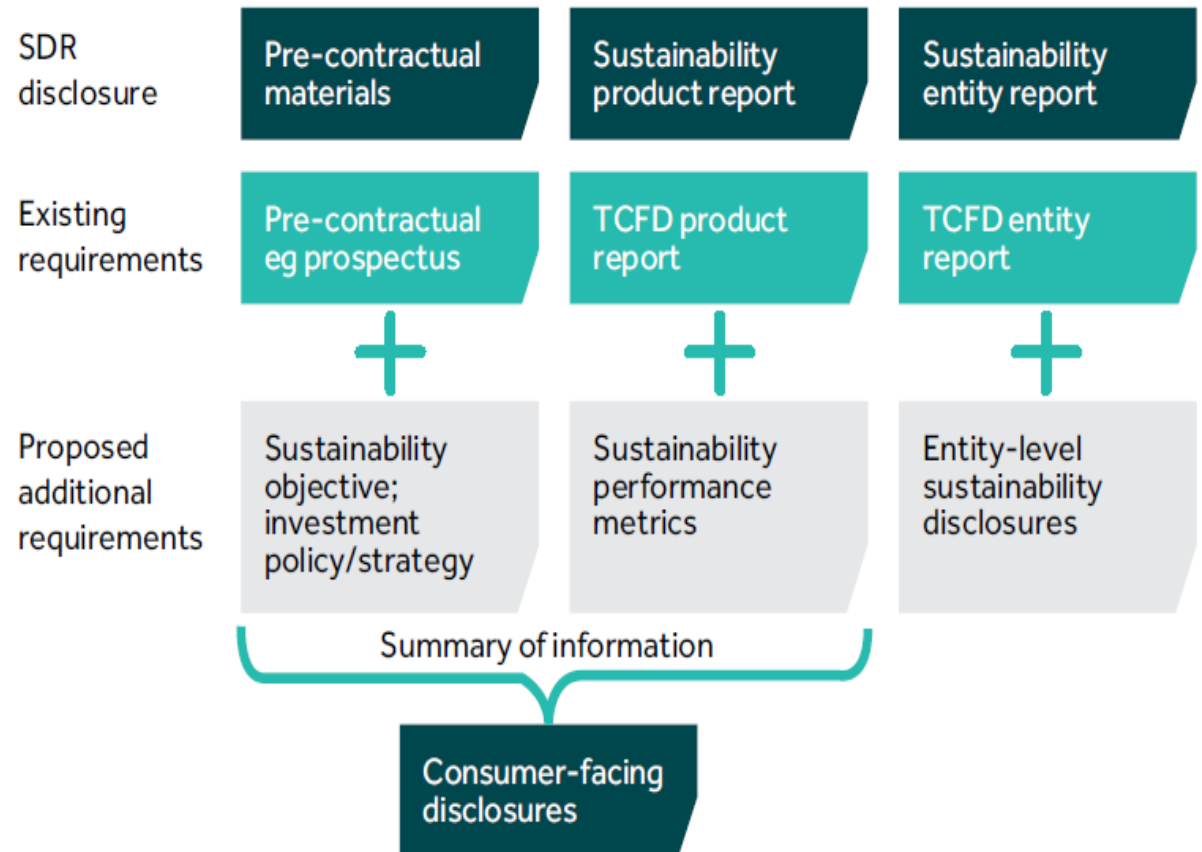 SDR
disclosure
Pre-contractual
materials
Sustainability
product report
Sustainability
entity report
Existing
requirements
Pre-contractual
eg prospectus
TCFD product
report
TCFD entity
report
Proposed
additional
requirements
Sustainability
objective;
investment
policy/strategy
Sustainability
performance
metrics
Entity-level
sustainability
disclosures
Summary of information
Consumer-facing
disclosures